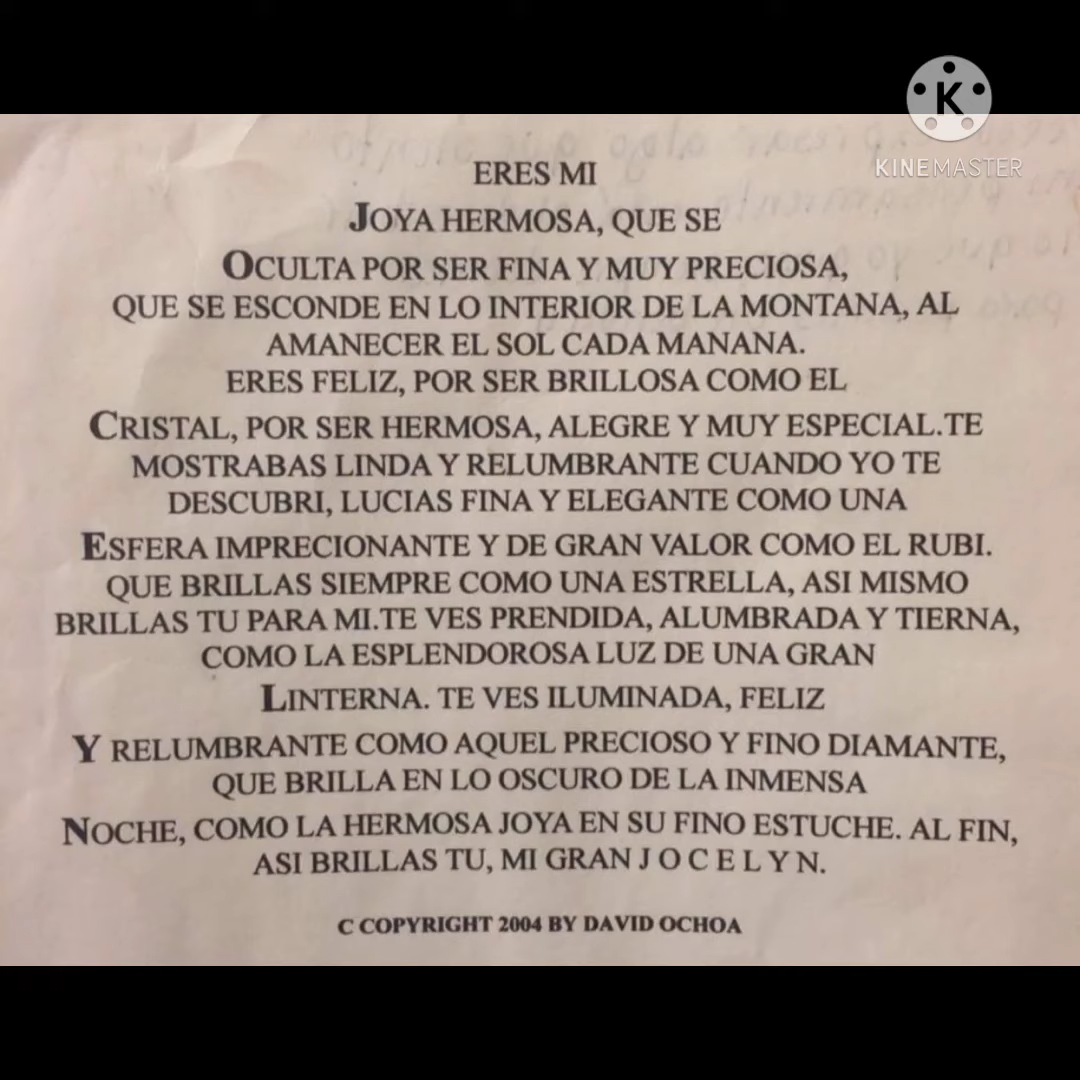 K
KINEMASTER
ERES MI
JOYA HERMOSA, QUE SE
OCULTA POR SER FINA Y MUY PRECIOSA,
QUE SE ESCONDE EN LO INTERIOR DE LA MONTANA, AL
AMANECER EL SOL CADA MANANA.
ERES FELIZ, POR SER BRILLOSA COMO EL
CRISTAL, POR SER HERMOSA, ALEGRE Y MUY ESPECIAL.TE
MOSTRABAS LINDA Y RELUMBRANTE CUANDO YO TE
DESCUBRI, LUCIAS FINA Y ELEGANTE COMO UNA
ESFERA IMPRECIONANTE Y DE GRAN VALOR COMO EL RUBI.
QUE BRILLAS SIEMPRE COMO UNA ESTRELLA, ASI MISMO
BRILLAS TU PARA MI.TE VES PRENDIDA, ALUMBRADA Y TIERNA,
COMO LA ESPLENDOROSA LUZ DE UNA GRAN
LINTERNA. TE VES ILUMINADA, FELIZ
Y RELUMBRANTE COMO AQUEL PRECIOSO Y FINO DIAMANTE,
QUE BRILLA EN LO OSCURO DE LA INMENSA
NOCHE, COMO LA HERMOSA JOYA EN SU FINO ESTUCHE. AL FIN,
ASI BRILLAS TU, MI GRAN J O C E L Y N.
C COPYRIGHT 2004 BY DAVID OCHOA